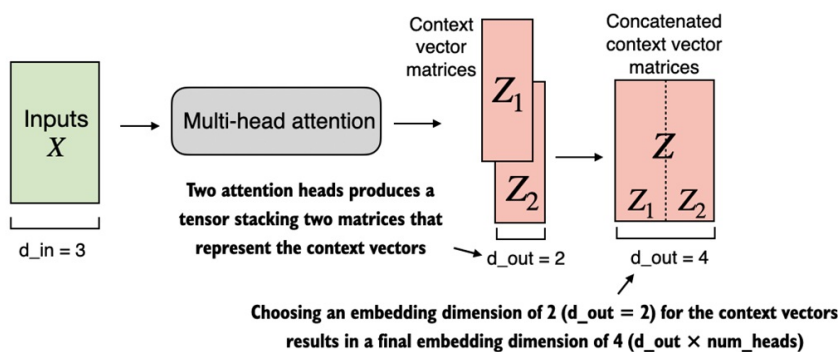 Inputs
X
d_in = 3
Multi-head attention
Two attention heads produces a
tensor stacking two matrices that
represent the context vectors
Context
vector
matrices
Z1
Z2
d_out = 2
Concatenated
context vector
matrices
Z
Z1 Z2
d_out = 4
Choosing an embedding dimension of 2 (d_out = 2) for the context vectors
results in a final embedding dimension of 4 (d_out × num_heads)